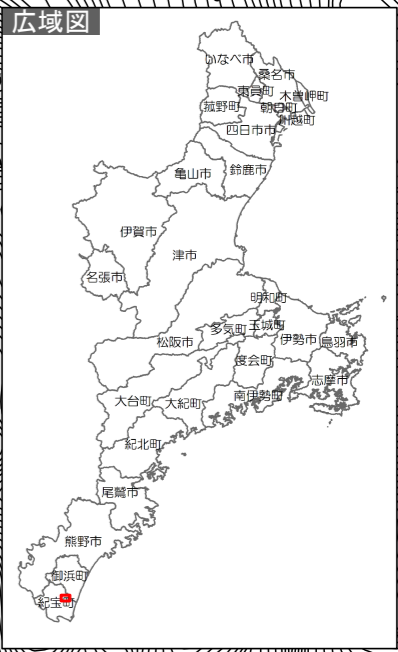 広域図
いなべ市
桑名市
東員町
木曽岬町
菰野町
朝日町
川越町
四日市市
亀山市
鈴鹿市
伊賀市
津市
名張市
明和町
玉城町
多気町
伊勢市
鳥羽市
松阪市
度会町
志摩市
大台町
大紀町
南伊勢町
紀北町
尾鷲市
熊野市
御浜町
紀宝町